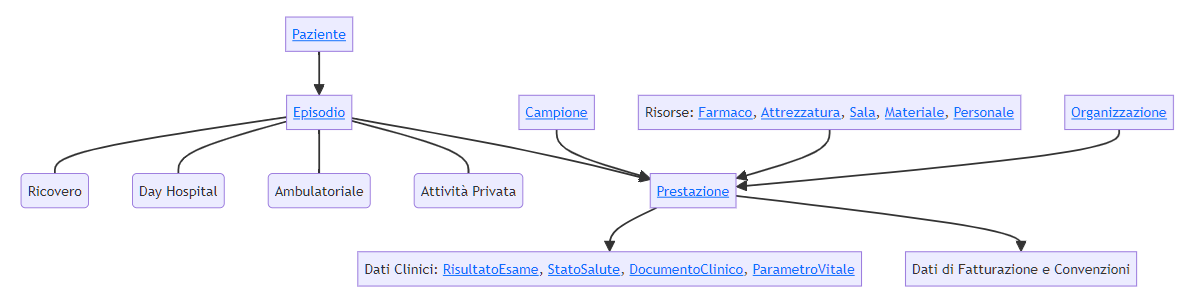 Paziente
Episodio
Campione
Risorse: Farmaco, Attrezzatura, Sala, Materiale, Personale
Organizzazione
Ricovero
Day Hospital
Ambulatoriale
Attività Privata
Prestazione
Dati Clinici: RisultatoEsame, StatoSalute, DocumentoClinico, ParametroVitale
Dati di Fatturazione e Convenzioni